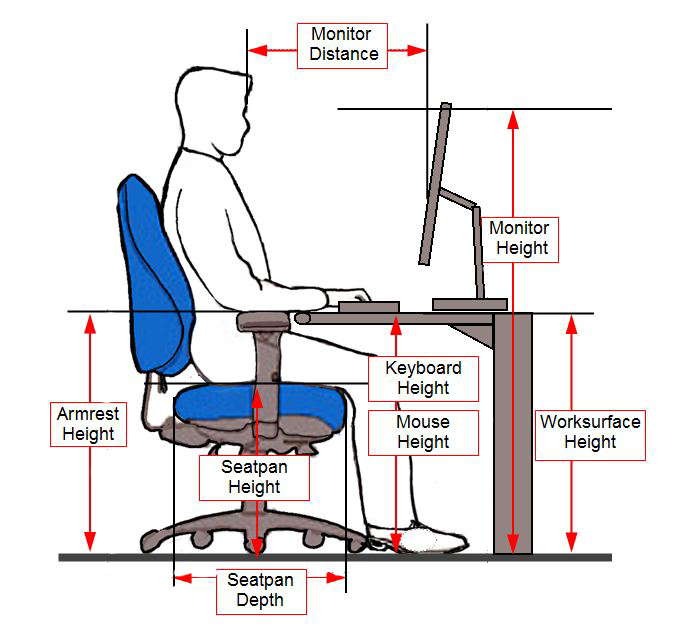 Monitor
Distance
Monitor
Height
Keyboard
Height
Armrest
Height
Mouse
Height
Worksurface
Height
Seatpan
Height
Seatpan
Depth